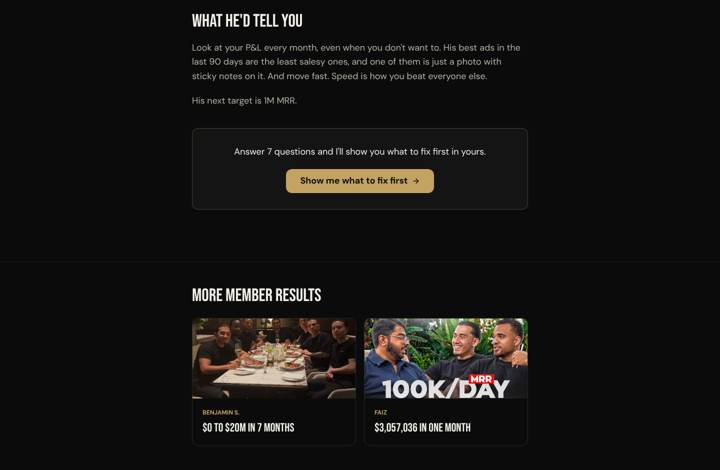 WHAT HE'D TELL YOU
Look at your P&L every month, even when you don't want to. His best ads in the
last 90 days are the least salesy ones, and one of them is just a photo with
sticky notes on it. And move fast. Speed is how you beat everyone else.
His next target is 1M MRR.
Answer 7 questions and I'll show you what to fix first in yours.
Show me what to fix first →
MORE MEMBER RESULTS
MRR
100K/DAY
BENJAMIN S.
$0 TO $20M IN 7 MONTHS
FAIZ
$3,057,036 IN ONE MONTH